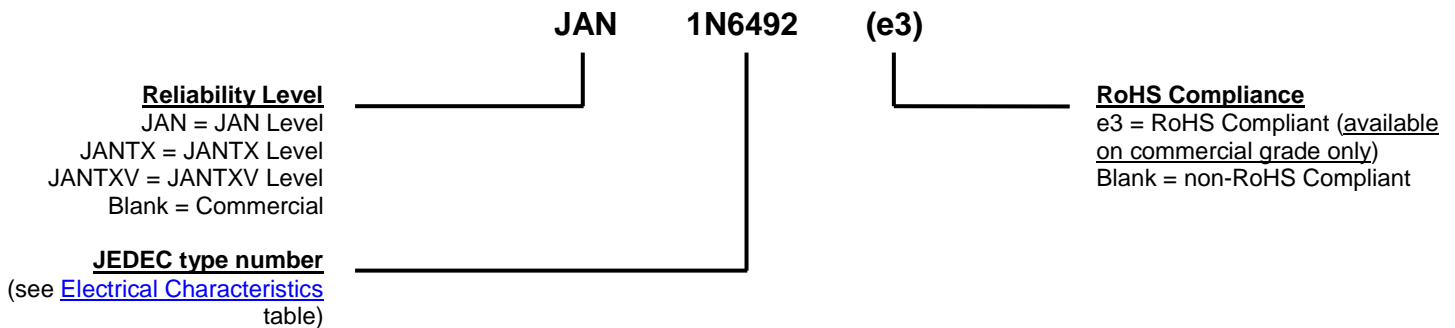 JAN 1N6492 (e3)
Reliability Level
JAN = JAN Level
JANTX = JANTX Level
JANTXV = JANTXV Level
Blank = Commercial
JEDEC type number
(see Electrical Characteristics
table)
RoHS Compliance
e3 = RoHS Compliant (available
on commercial grade only)
Blank = non-RoHS Compliant